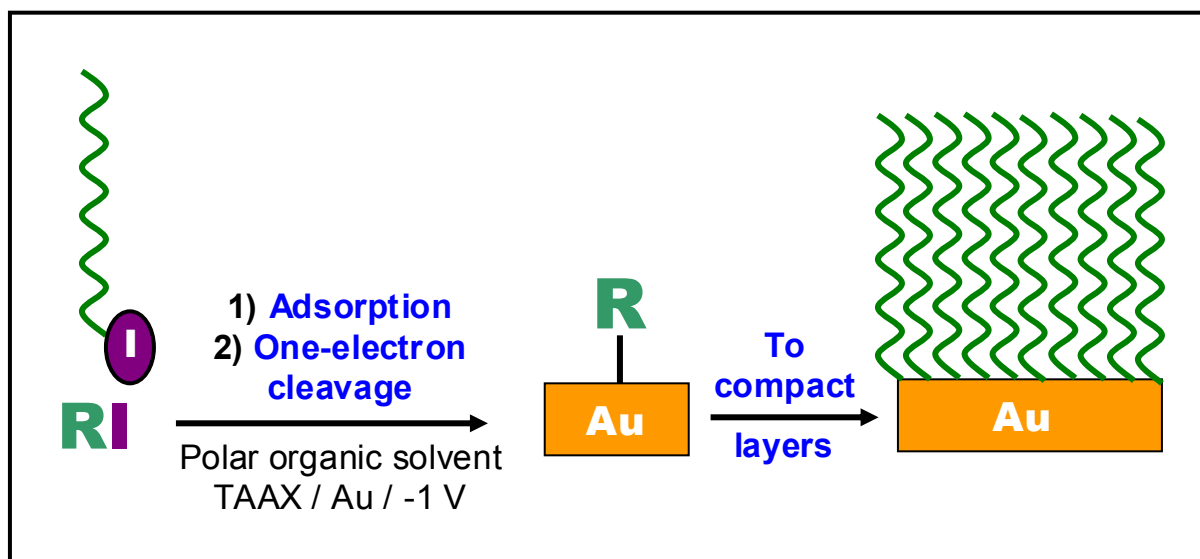 I
RI
1) Adsorption
2) One-electron
cleavage
Polar organic solvent
TAAX / Au / -1 V
R
Au
To
compact
layers
Au